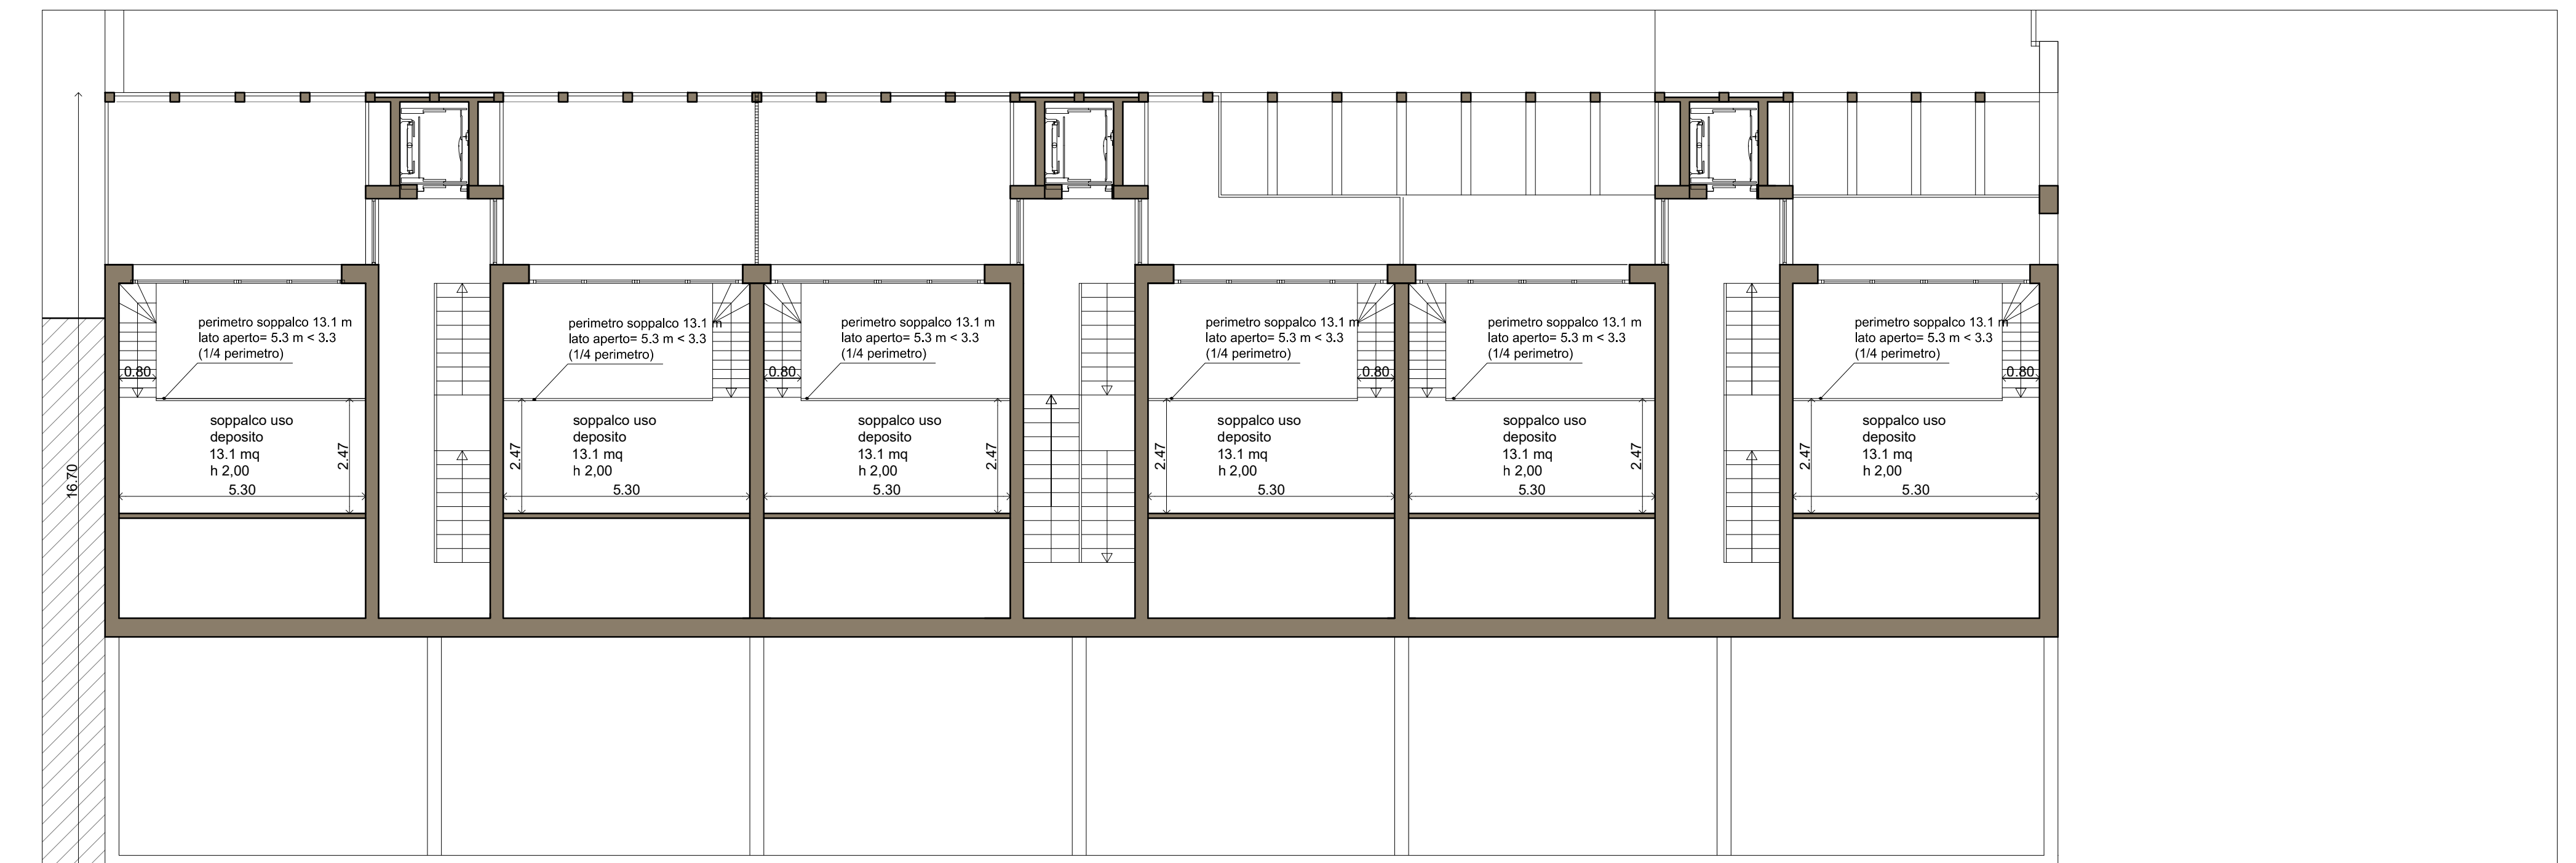 16.70
perimetro soppalco 13.1 m
lato aperto= 5.3 m < 3.3
(1/4 perimetro)
0.80
soppalco uso
deposito
13.1 mq
h 2,00
2.47
5.30
perimetro soppalco 13.1 m
lato aperto= 5.3 m < 3.3
(1/4 perimetro)
2.47
soppalco uso
deposito
13.1 mq
h 2,00
5.30
perimetro soppalco 13.1 m
lato aperto= 5.3 m < 3.3
(1/4 perimetro)
0.80
soppalco uso
deposito
13.1 mq
h 2,00
2.47
5.30
perimetro soppalco 13.1 m
lato aperto= 5.3 m < 3.3
(1/4 perimetro)
0.80
2.47
soppalco uso
deposito
13.1 mq
h 2,00
5.30
perimetro soppalco 13.1 m
lato aperto= 5.3 m < 3.3
(1/4 perimetro)
soppalco uso
deposito
13.1 mq
h 2,00
2.47
5.30
perimetro soppalco 13.1 m
lato aperto= 5.3 m < 3.3
(1/4 perimetro)
0.80
2.47
soppalco uso
deposito
13.1 mq
h 2,00
5.30